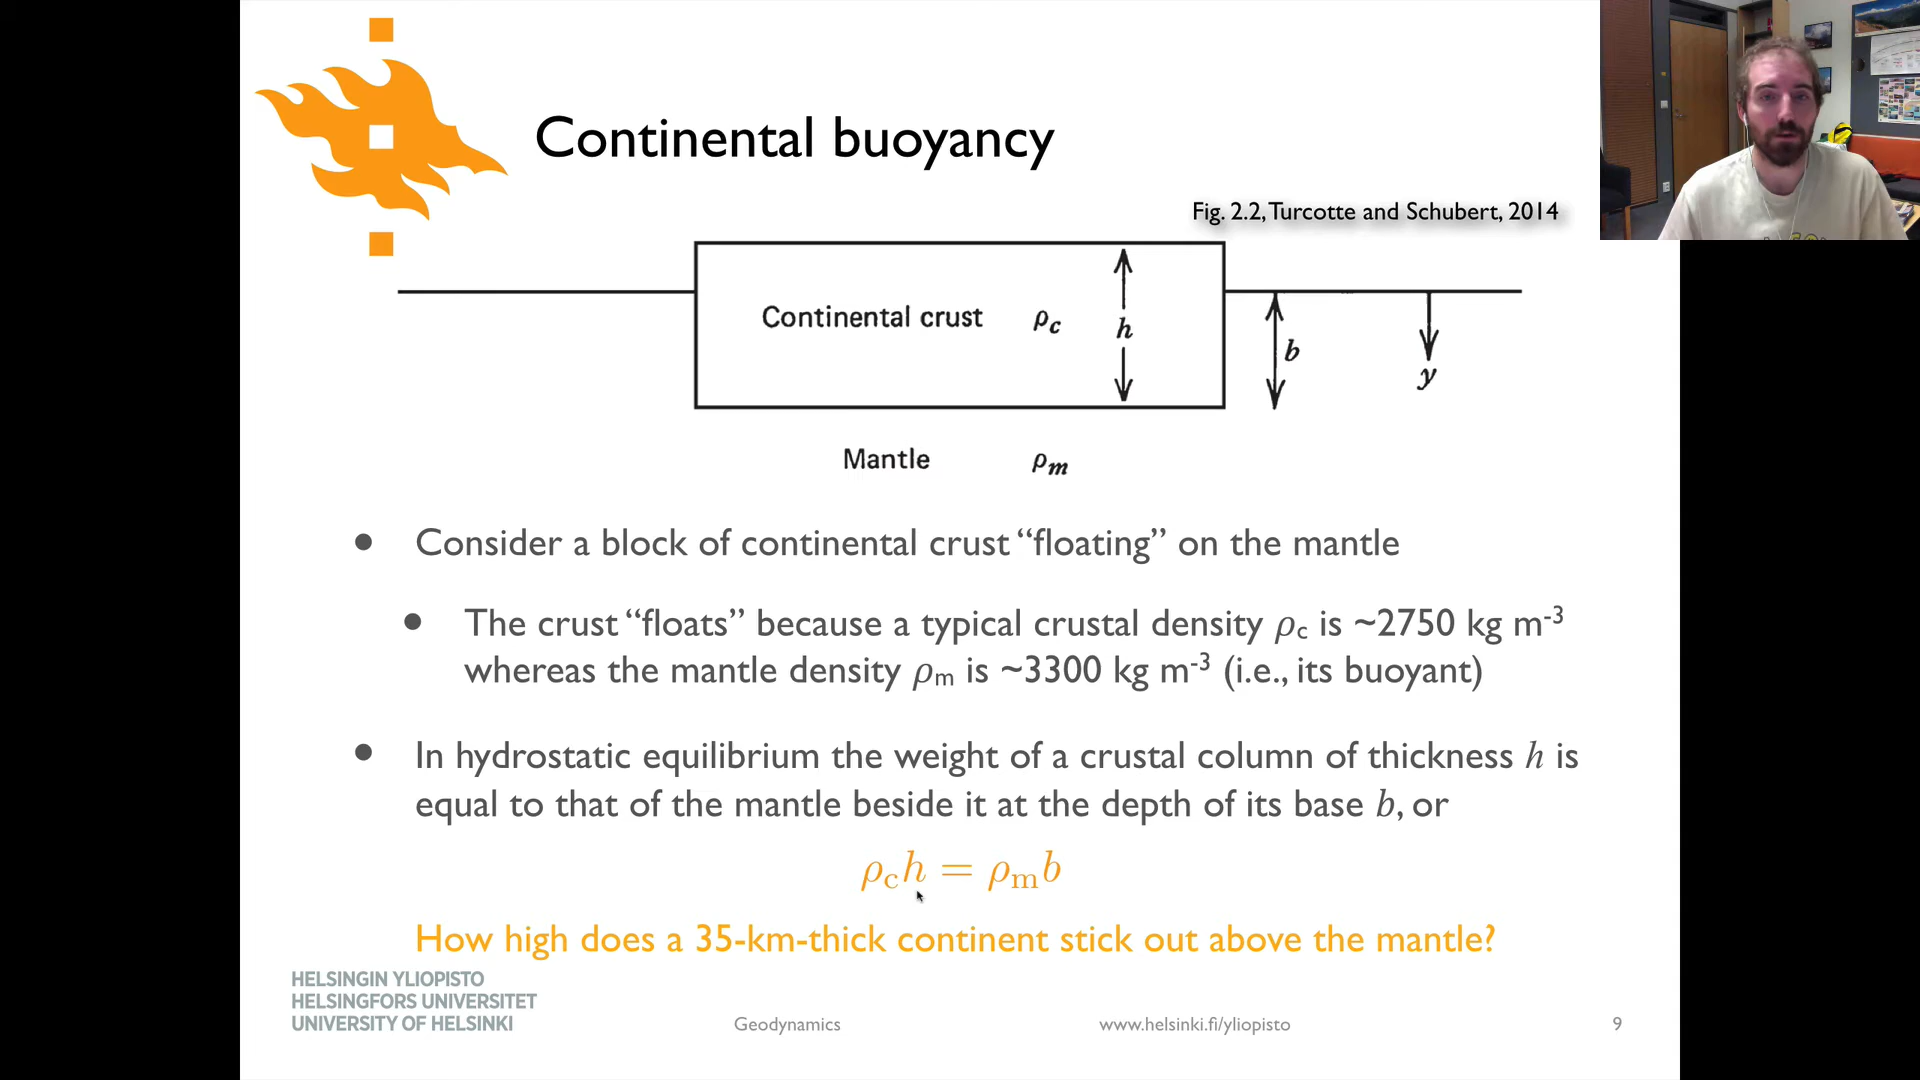 Continental buoyancy
Fig. 2.2, Turcotte and Schubert, 2014
Continental crust ρc h
b
y
Mantle ρm
• Consider a block of continental crust “floating” on the mantle
• The crust “floats” because a typical crustal density ρc is ~2750 kg m-3
whereas the mantle density ρm is ~3300 kg m-3 (i.e., its buoyant)
• In hydrostatic equilibrium the weight of a crustal column of thickness h is
equal to that of the mantle beside it at the depth of its base b, or
ρch = ρmb
How high does a 35-km-thick continent stick out above the mantle?
HELSINGIN YLIOPISTO
HELSINGFORS UNIVERSITET
UNIVERSITY OF HELSINKI
Geodynamics
www.helsinki.fi/yliopisto
9